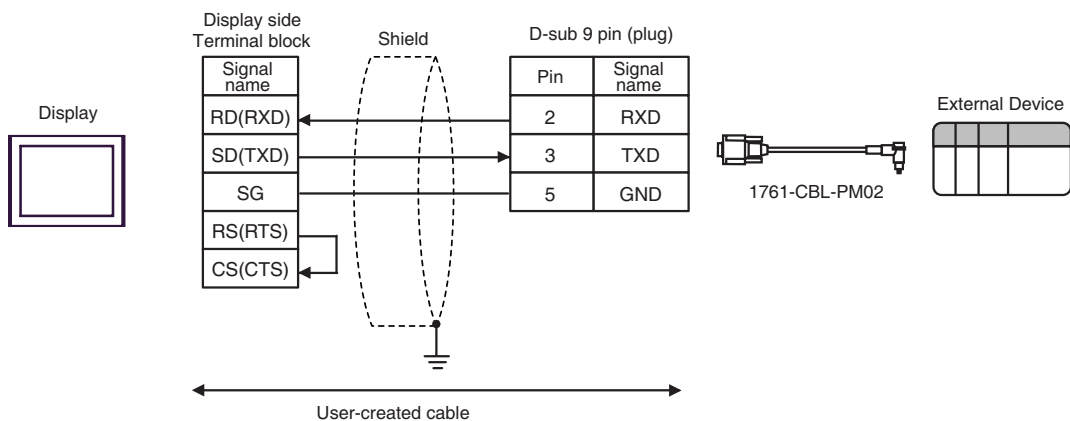 Display side
Terminal block
Shield
D-sub 9 pin (plug)
Signal
name
Pin
Signal
name
Display
RD(RXD)
2
RXD
External Device
SD(TXD)
3
TXD
SG
5
GND
1761-CBL-PM02
RS(RTS)
CS(CTS)
User-created cable